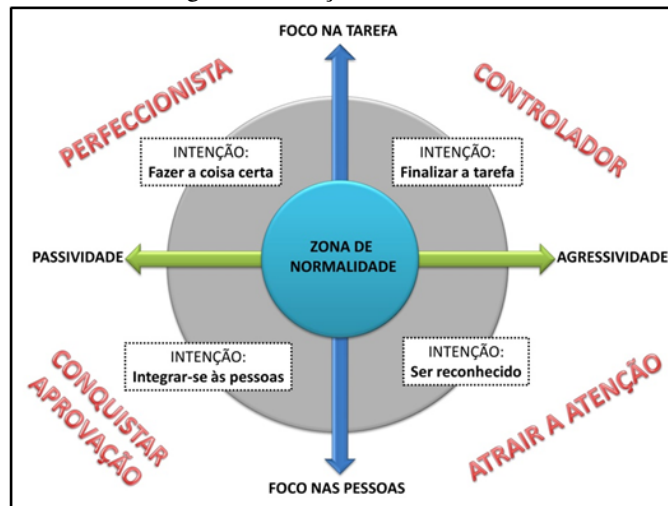 FOCO NA TAREFA
PERFECCIONISTA
CONTROLADOR
INTENÇÃO:
Fazer a coisa certa
INTENÇÃO:
Finalizar a tarefa
PASSIVIDADE
ZONA DE
NORMALIDADE
AGRESSIVIDADE
INTENÇÃO:
Integrar-se às pessoas
INTENÇÃO:
Ser reconhecido
CONQUISTAR
APROVAÇÃO
ATRAIR A ATENÇÃO
FOCO NAS PESSOAS